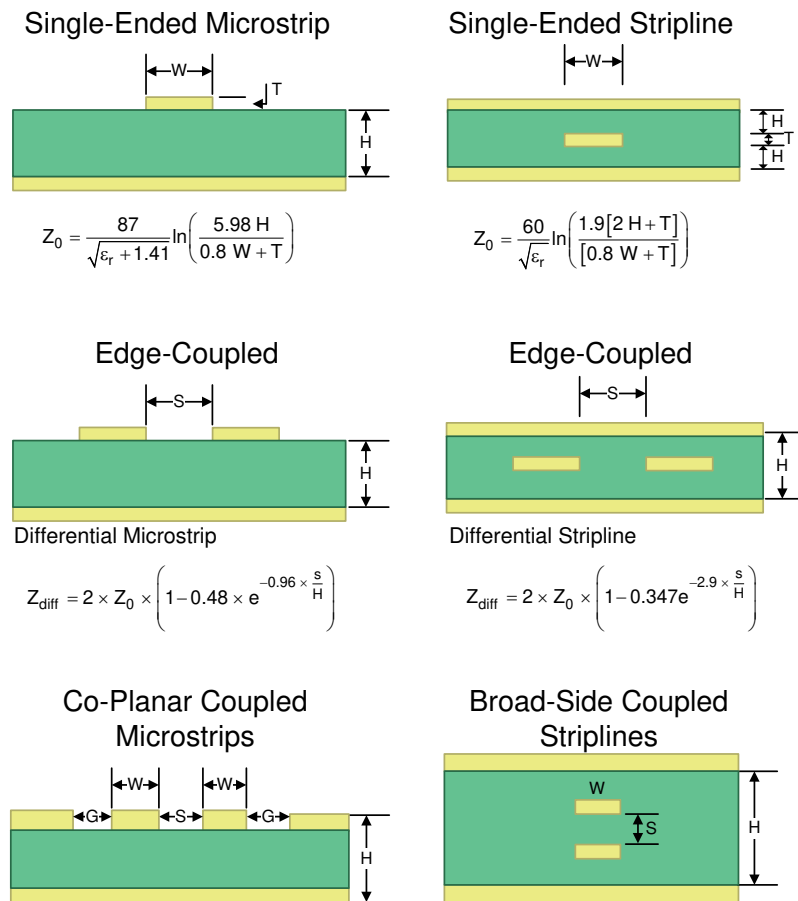 Single-Ended Microstrip
W
T
H
Z₀ = 87/√(εᵣ + 1.41) ln(5.98 H/(0.8 W + T))
Single-Ended Stripline
W
H
T
H
Z₀ = 60/√εᵣ ln(1.9[2 H + T]/[0.8 W + T])
Edge-Coupled
S
H
Differential Microstrip
Z_diff = 2 × Z₀ × (1 − 0.48 × e^(−0.96 × s/H))
Edge-Coupled
S
H
Differential Stripline
Z_diff = 2 × Z₀ × (1 − 0.347e^(−2.9 × s/H))
Co-Planar Coupled
Microstrips
W W
G S G
H
Broad-Side Coupled
Striplines
W
S
H